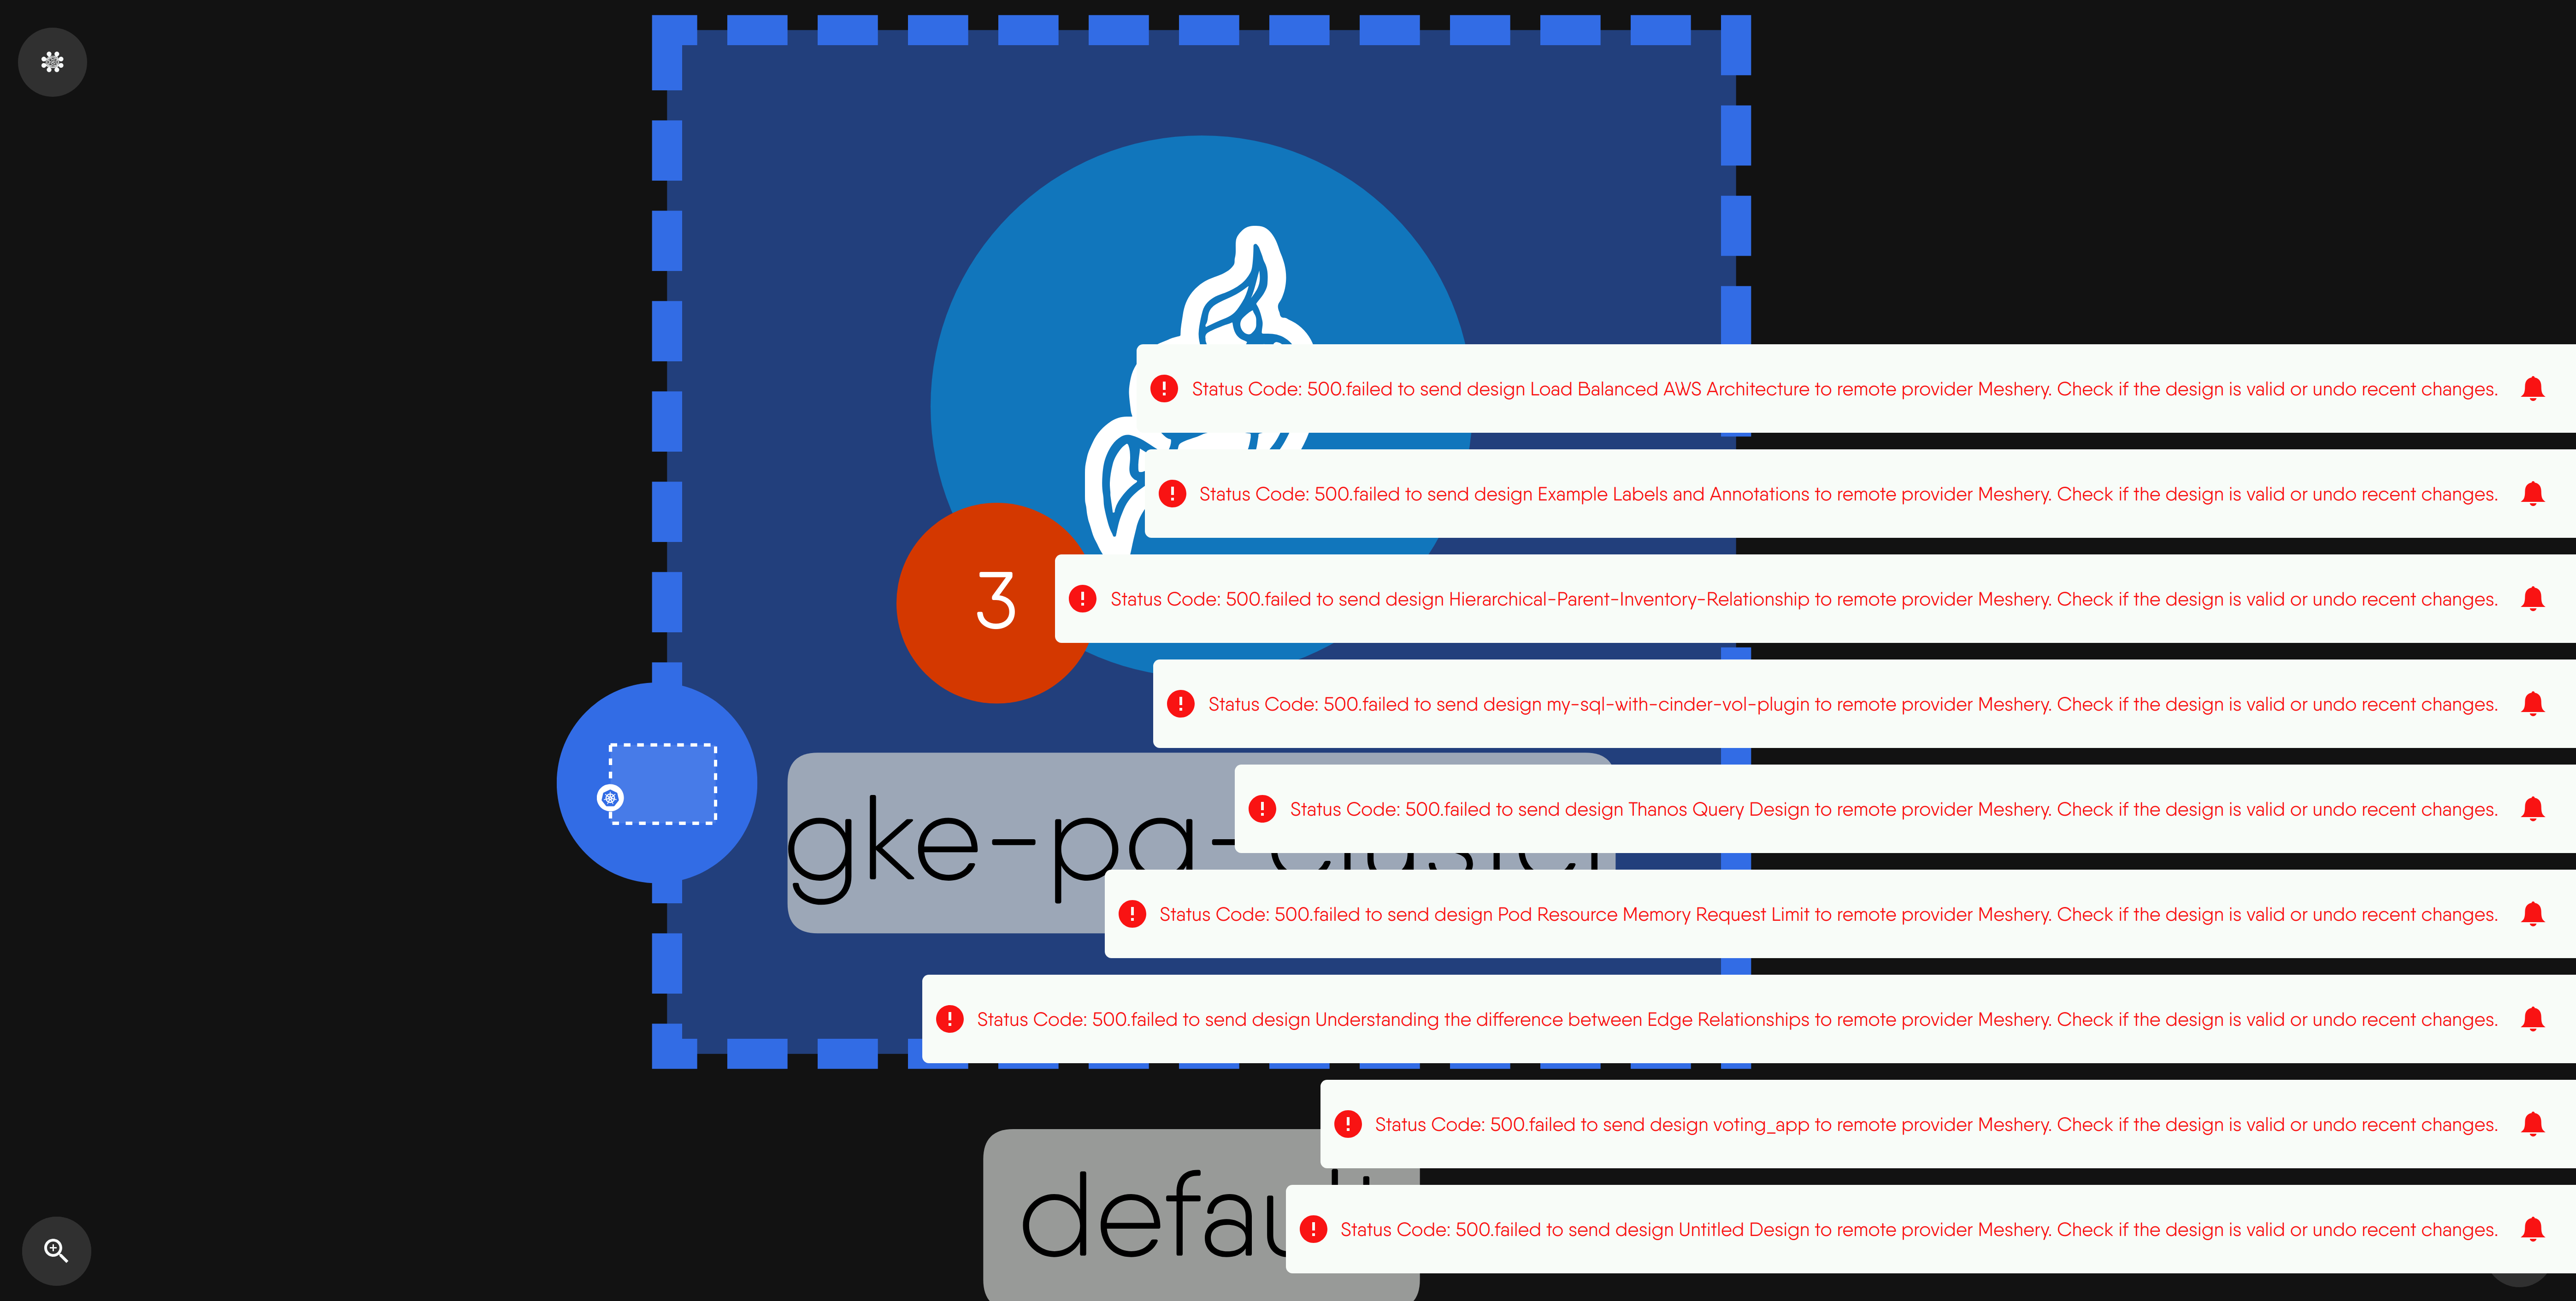 Status Code: 500.failed to send design Load Balanced AWS Architecture to remote provider Meshery. Check if the design is valid or undo recent changes.
Status Code: 500.failed to send design Example Labels and Annotations to remote provider Meshery. Check if the design is valid or undo recent changes.
3
Status Code: 500.failed to send design Hierarchical-Parent-Inventory-Relationship to remote provider Meshery. Check if the design is valid or undo recent changes.
Status Code: 500.failed to send design my-sql-with-cinder-vol-plugin to remote provider Meshery. Check if the design is valid or undo recent changes.
Status Code: 500.failed to send design Thanos Query Design to remote provider Meshery. Check if the design is valid or undo recent changes.
gke-pa-cluster
Status Code: 500.failed to send design Pod Resource Memory Request Limit to remote provider Meshery. Check if the design is valid or undo recent changes.
Status Code: 500.failed to send design Understanding the difference between Edge Relationships to remote provider Meshery. Check if the design is valid or undo recent changes.
Status Code: 500.failed to send design voting_app to remote provider Meshery. Check if the design is valid or undo recent changes.
default
Status Code: 500.failed to send design Untitled Design to remote provider Meshery. Check if the design is valid or undo recent changes.